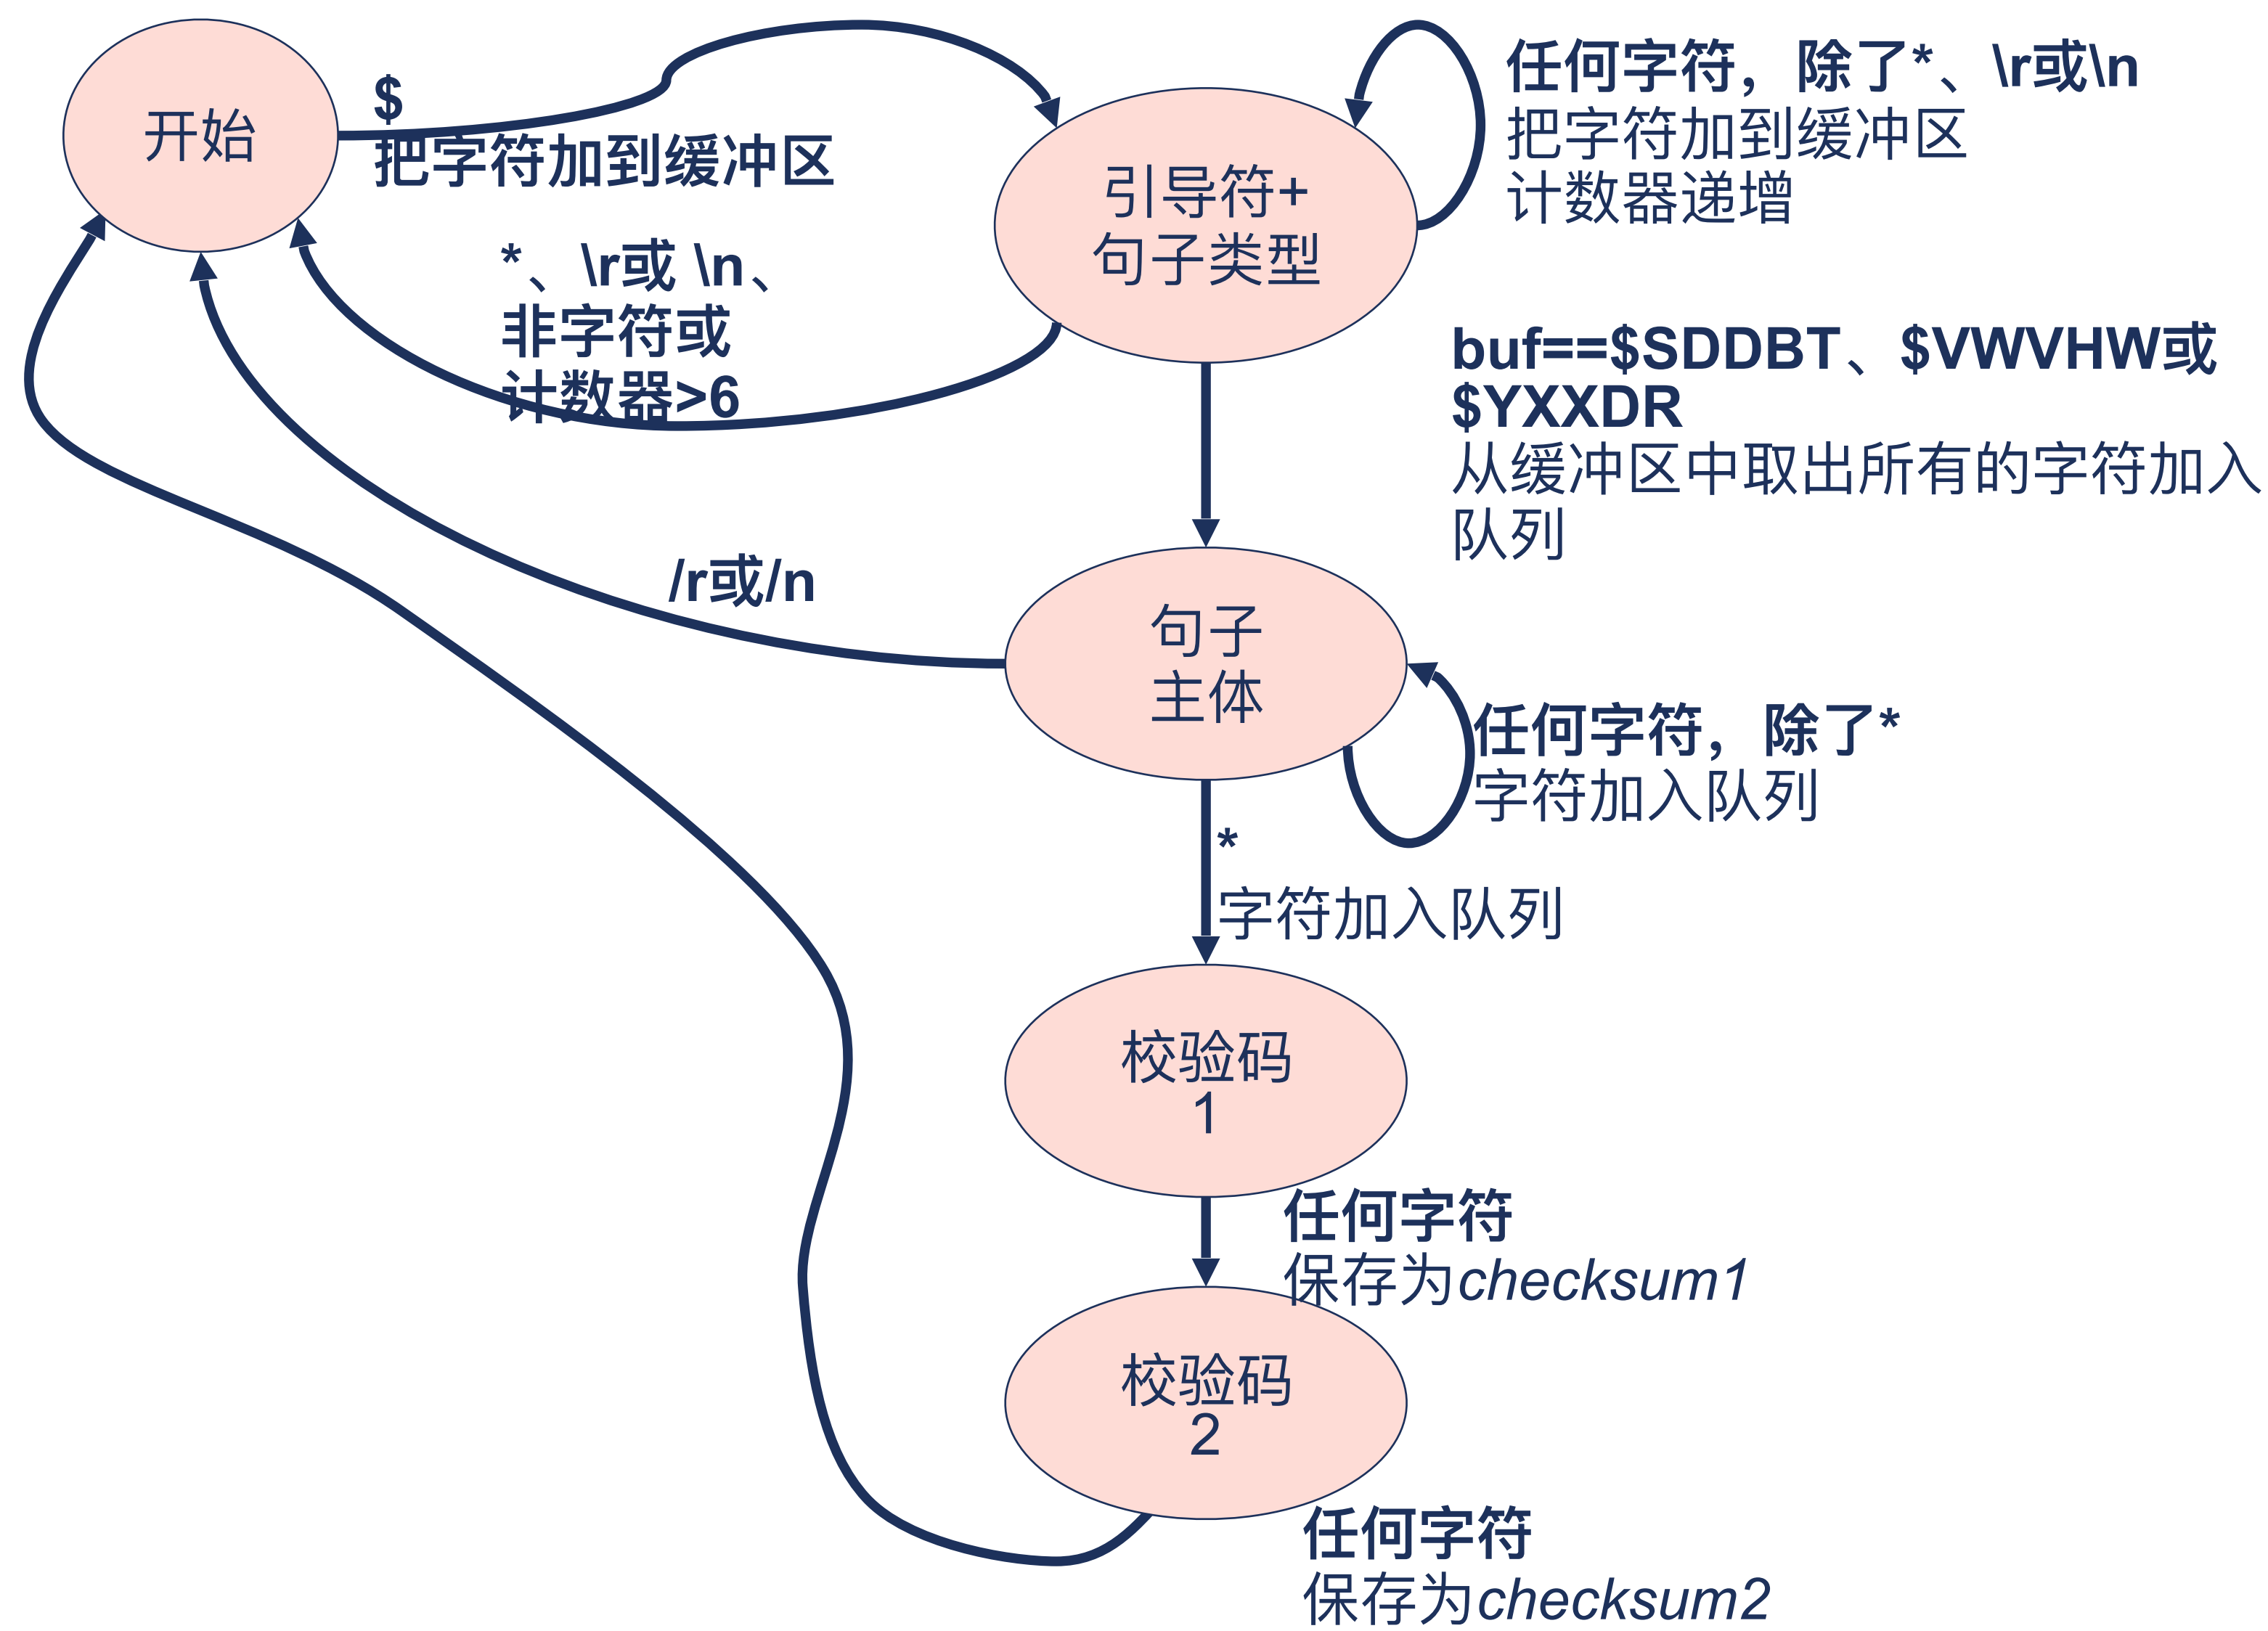 开始
$
把字符加到缓冲区
引导符+
句子类型
任何字符，除了*、 \r或\n
把字符加到缓冲区
计数器递增
*、 \r或 \n、
非字符或
计数器>6
buf==$SDDBT、 $VWVHW或
$YXXDR
从缓冲区中取出所有的字符加入
队列
/r或/n
句子
主体
任何字符，除了*
字符加入队列
*
字符加入队列
校验码
1
任何字符
保存为checksum1
校验码
2
任何字符
保存为checksum2